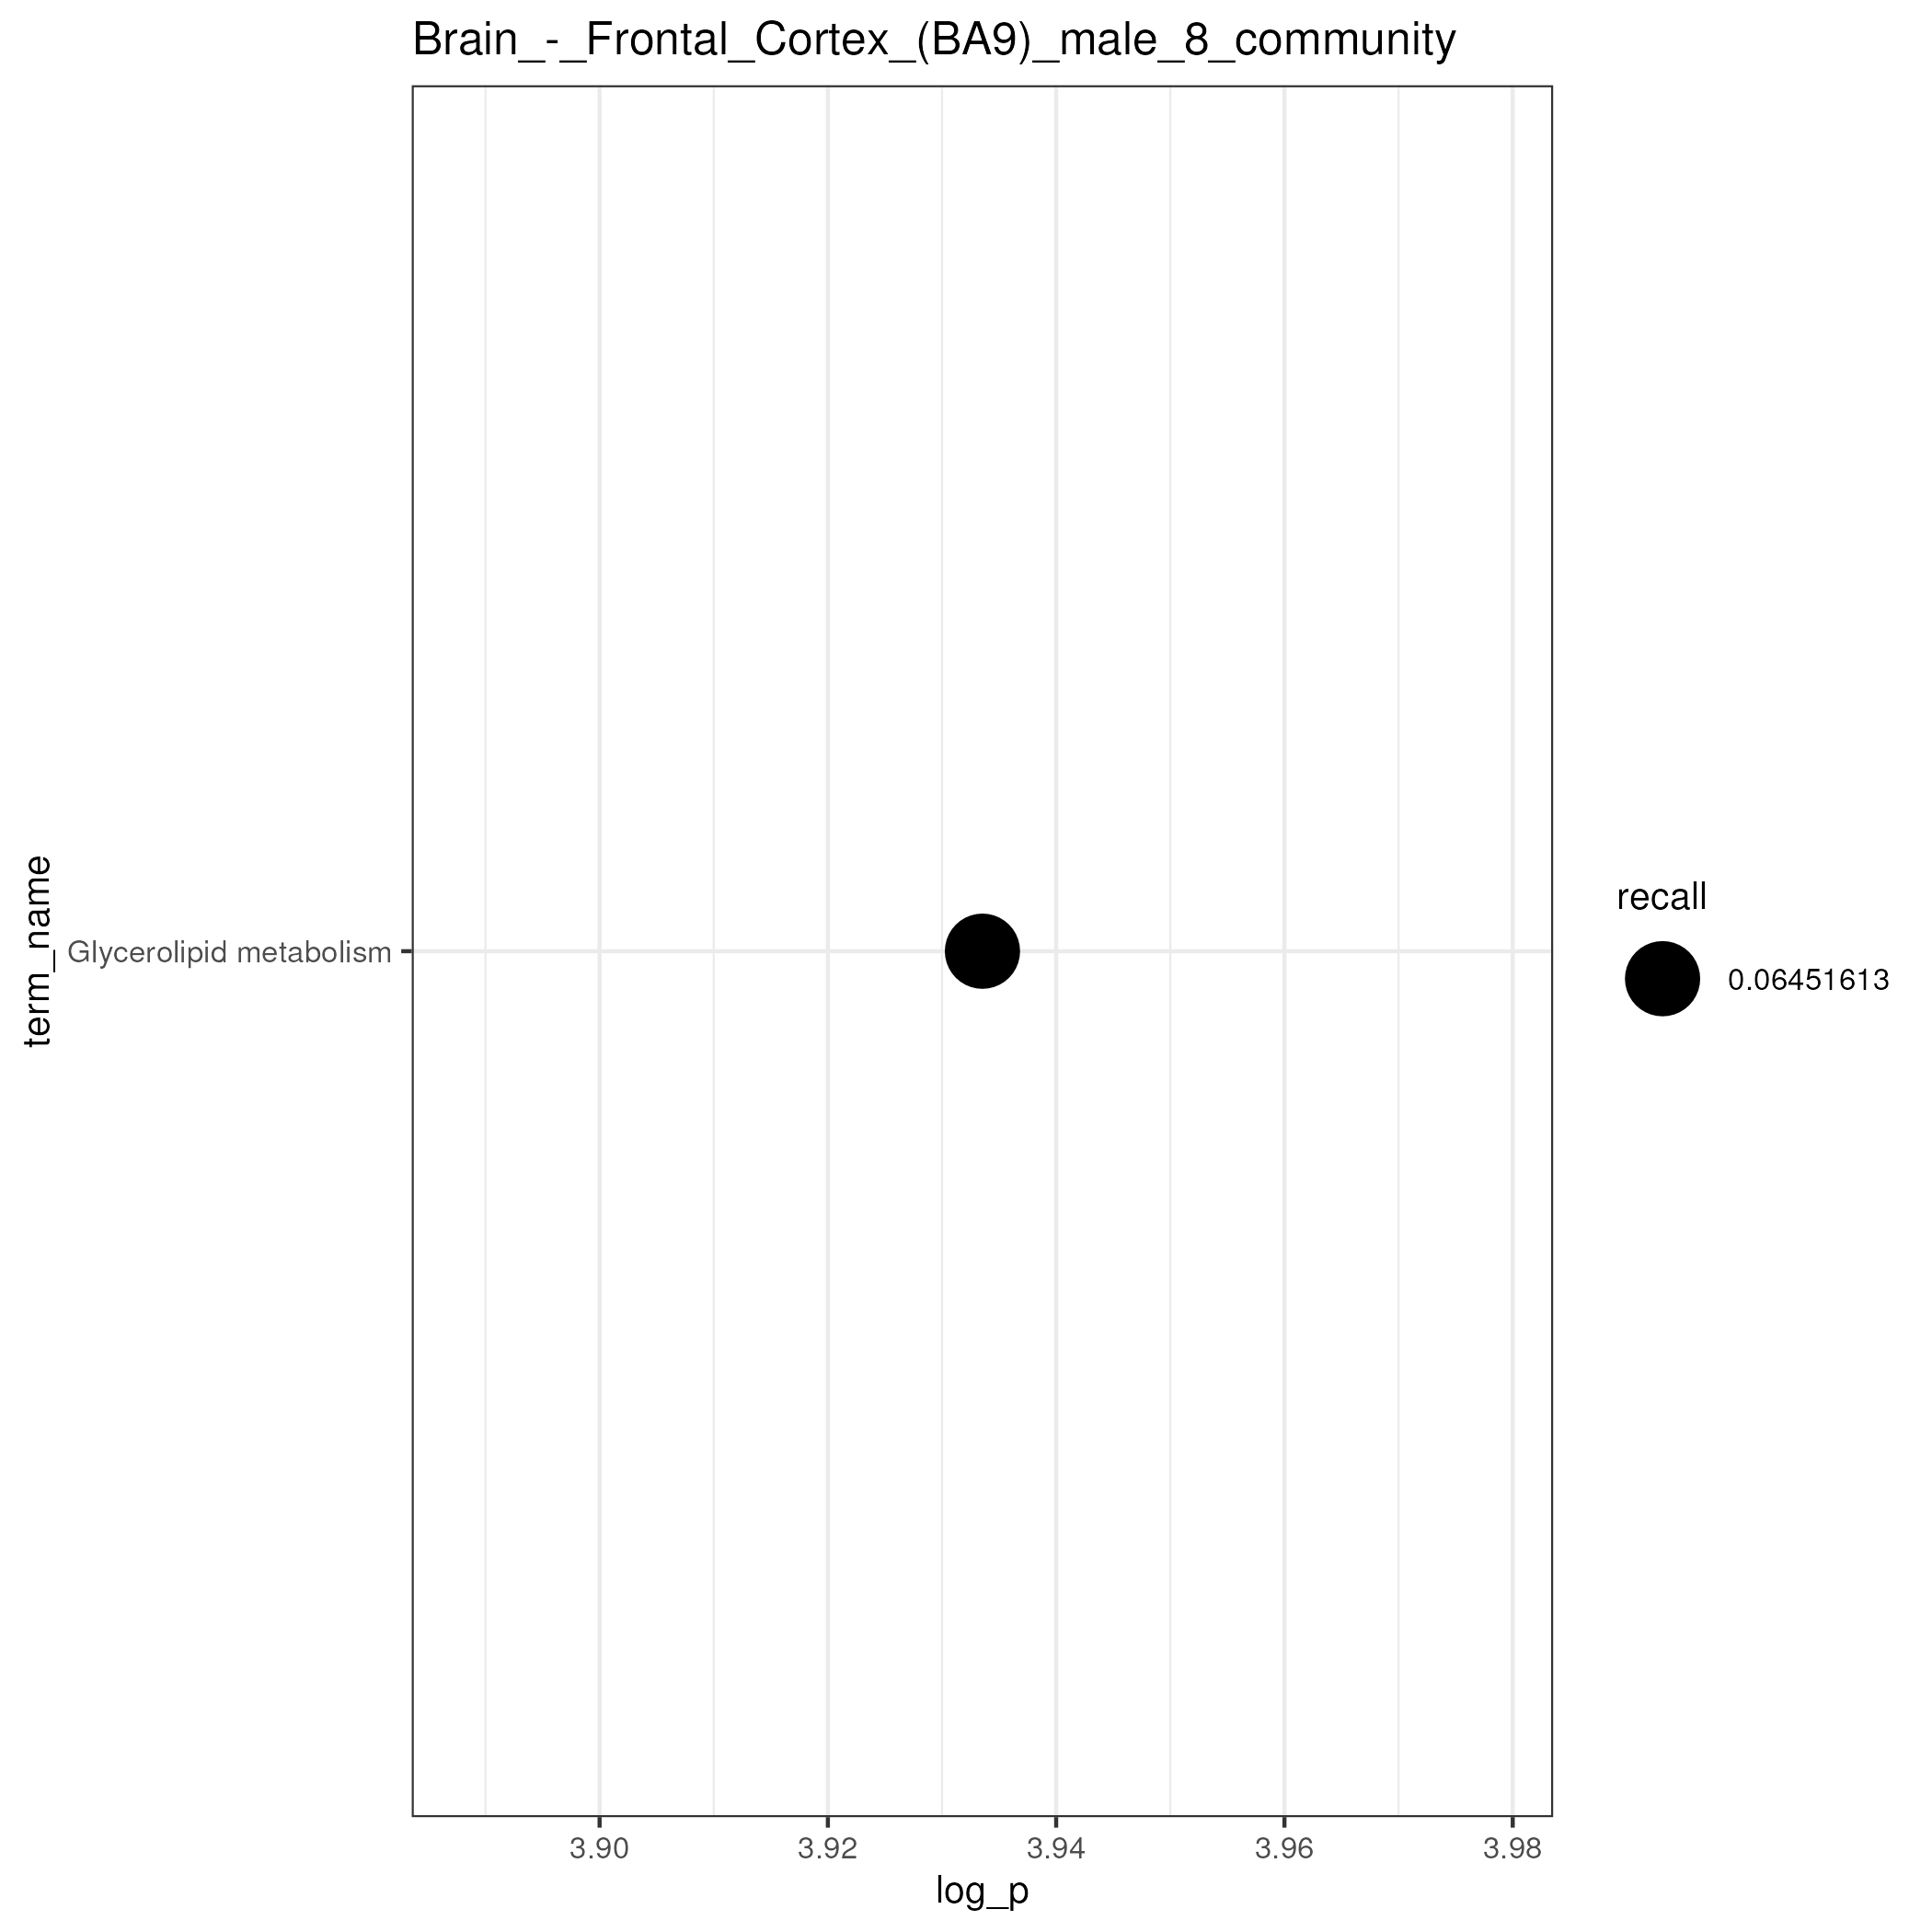 Brain_-_Frontal_Cortex_(BA9)_male_8_community
term_name
Glycerolipid metabolism
recall
0.06451613
3.90 3.92 3.94 3.96 3.98
log_p